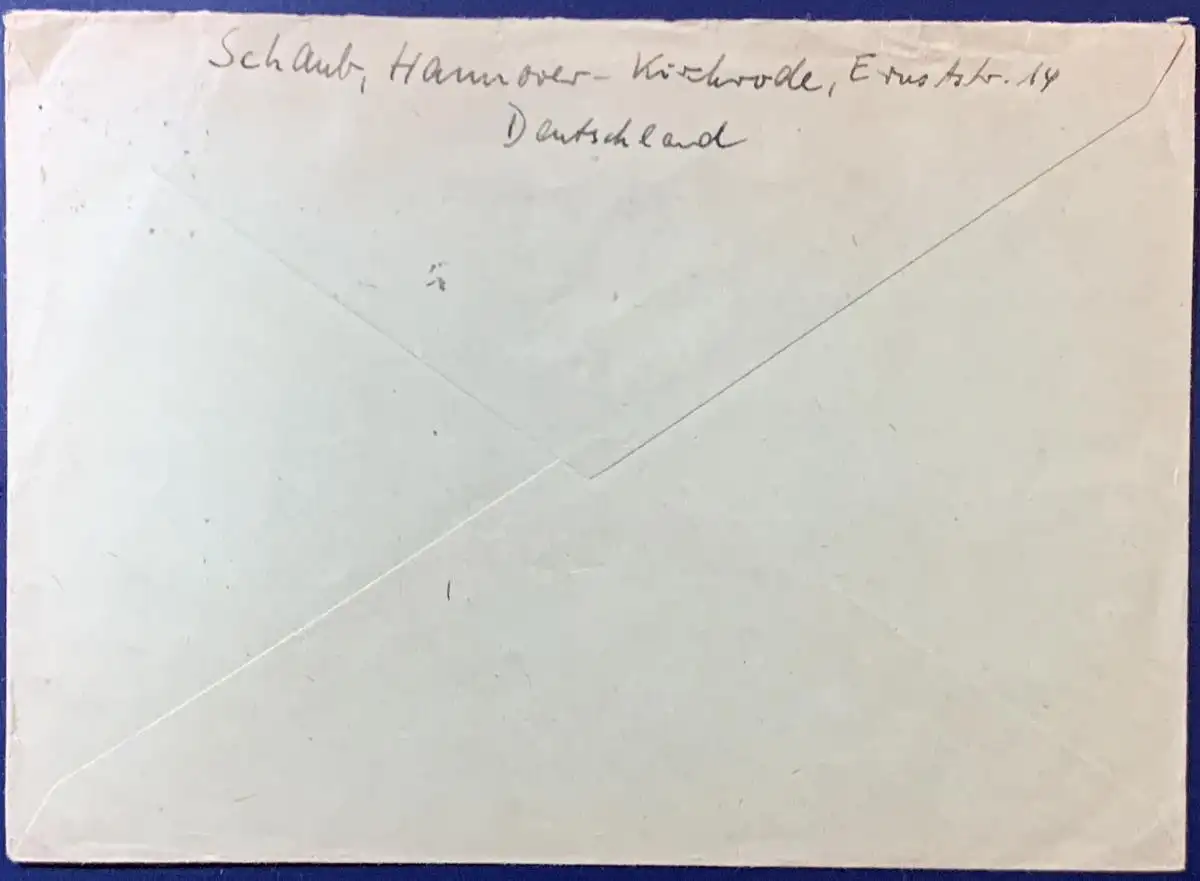 Schaub, Hannover-Kirchrode, Ernststr. 14
Deutschland